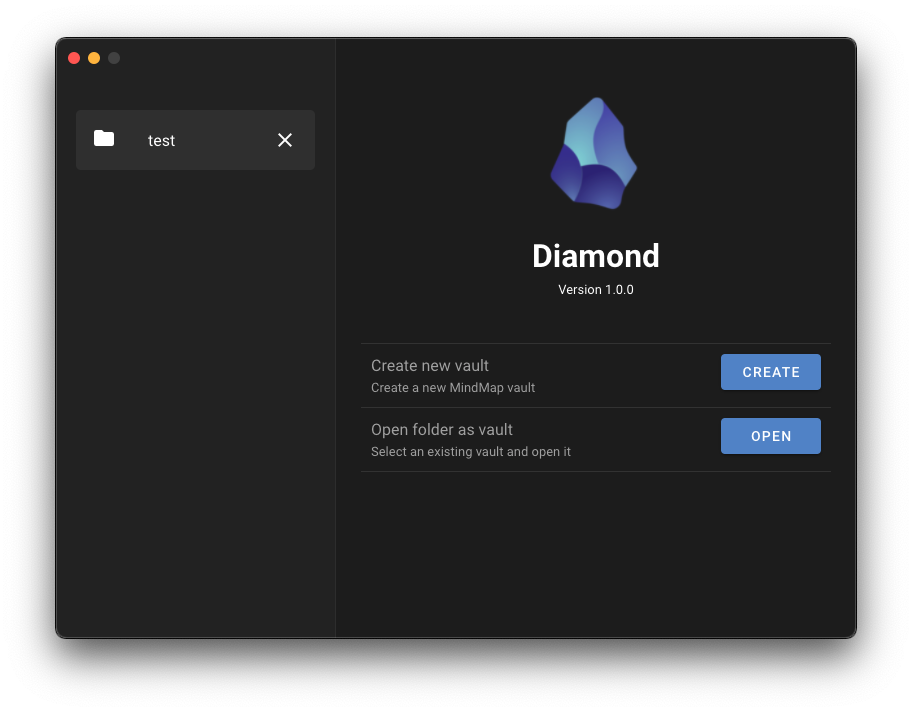 test
Diamond
Version 1.0.0
Create new vault
Create a new MindMap vault
CREATE
Open folder as vault
Select an existing vault and open it
OPEN